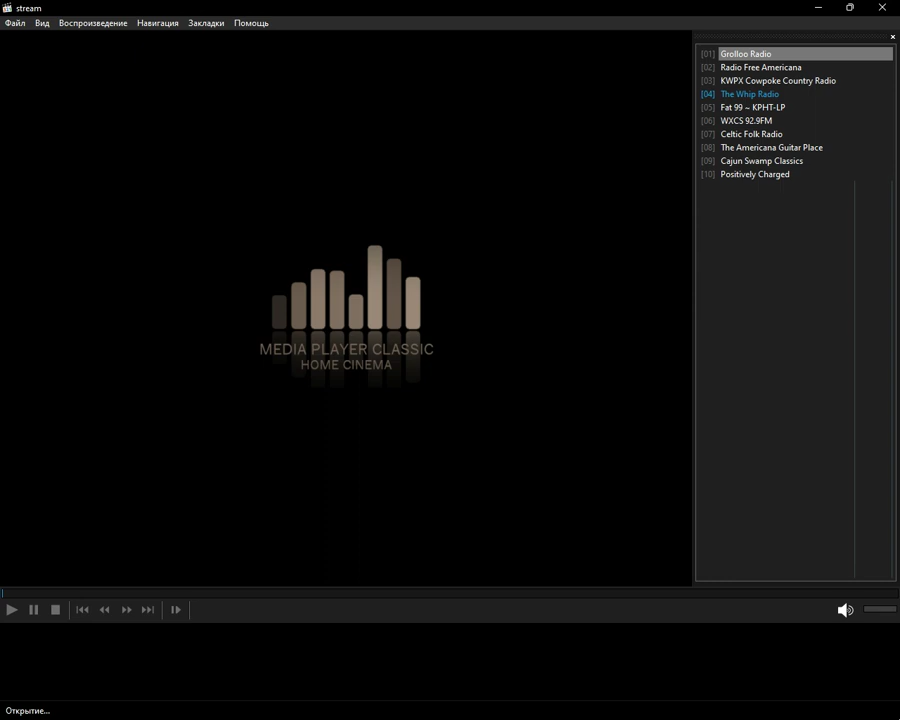 stream
Файл Вид Воспроизведение Навигация Закладки Помощь
[01] Grolloo Radio
[02] Radio Free Americana
[03] KWPX Cowpoke Country Radio
[04] The Whip Radio
[05] Fat 99 ~ KPHT-LP
[06] WXCS 92.9FM
[07] Celtic Folk Radio
[08] The Americana Guitar Place
[09] Cajun Swamp Classics
[10] Positively Charged
MEDIA PLAYER CLASSIC
HOME CINEMA
Открытие...